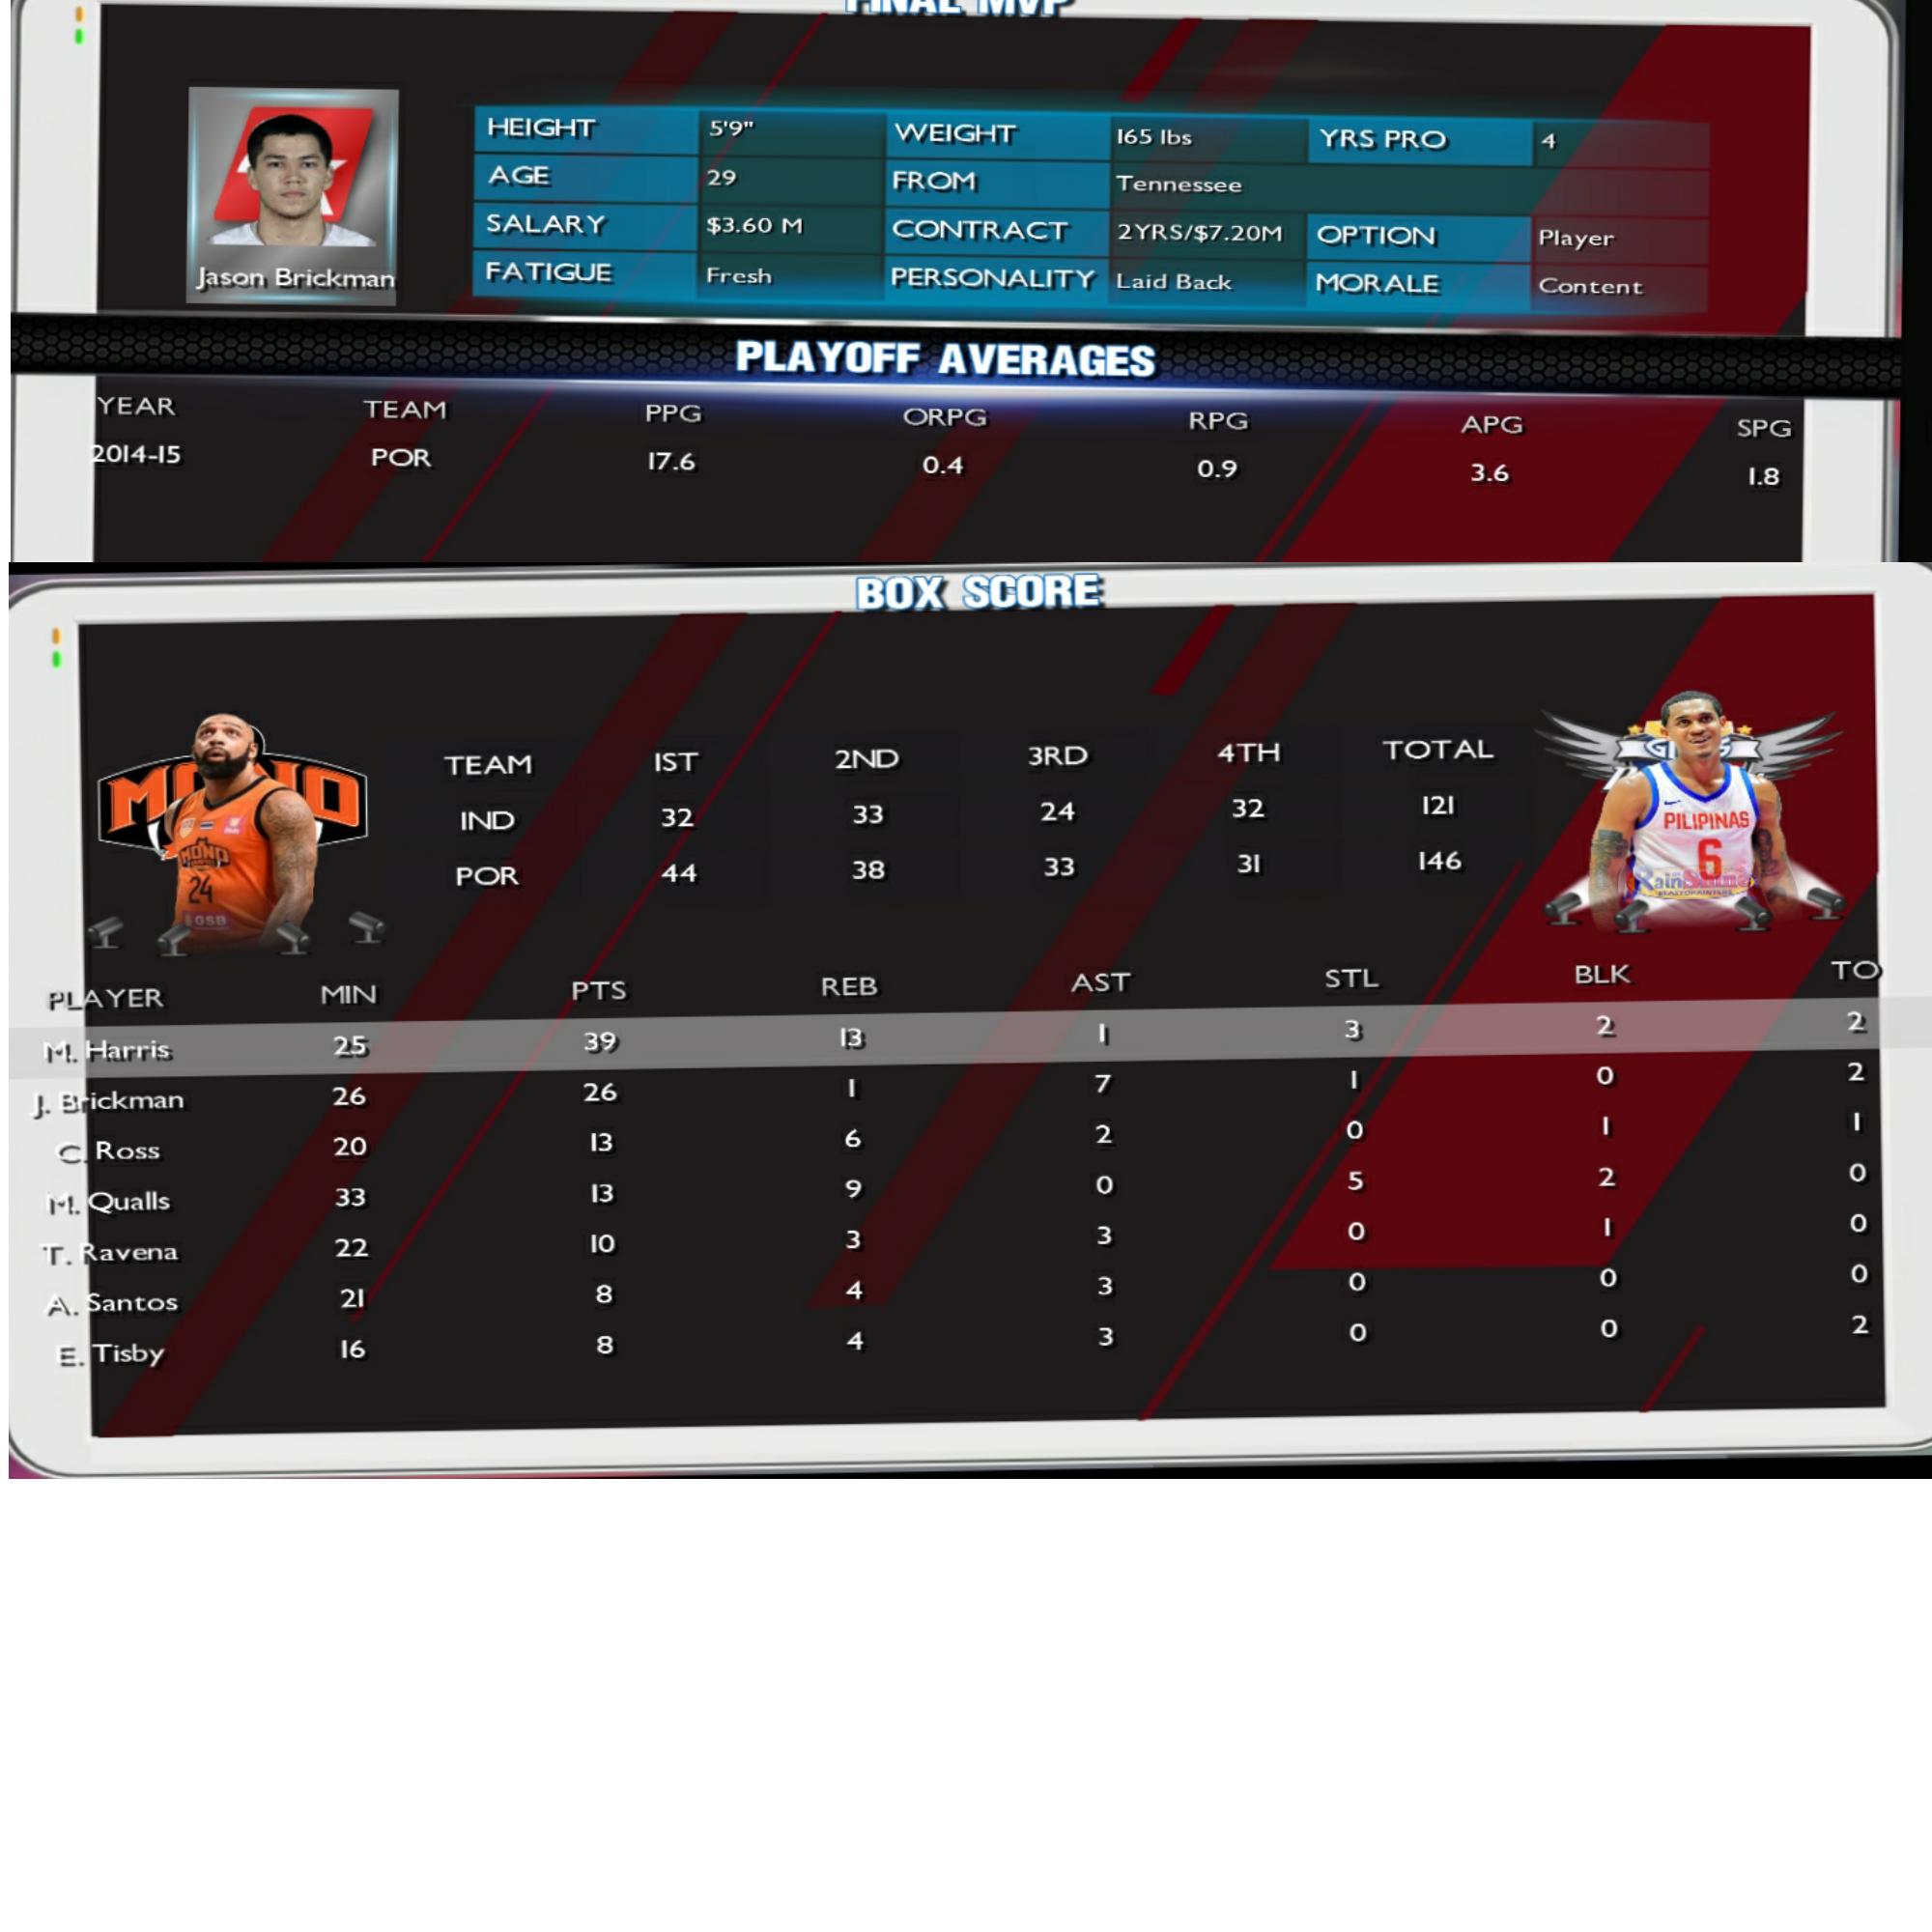 FINAL MVP
HEIGHT 5'9" WEIGHT 165 lbs YRS PRO 4
AGE 29 FROM Tennessee
SALARY $3.60 M CONTRACT 2YRS/$7.20M OPTION Player
FATIGUE Fresh PERSONALITY Laid Back MORALE Content
Jason Brickman
PLAYOFF AVERAGES
YEAR TEAM PPG ORPG RPG APG SPG
2014-15 POR 17.6 0.4 0.9 3.6 1.8
BOX SCORE
TEAM 1ST 2ND 3RD 4TH TOTAL
IND 32 33 24 32 121
POR 44 38 33 31 146
MONO
24
GSB
PILIPINAS
6
PLAYER MIN PTS REB AST STL BLK TO
M. Harris 25 39 13 1 3 2 2
J. Brickman 26 26 1 7 1 0 2
C. Ross 20 13 6 2 0 1 1
M. Qualls 33 13 9 0 5 2 0
T. Ravena 22 10 3 3 0 1 0
A. Santos 21 8 4 3 0 0 0
E. Tisby 16 8 4 3 0 0 2